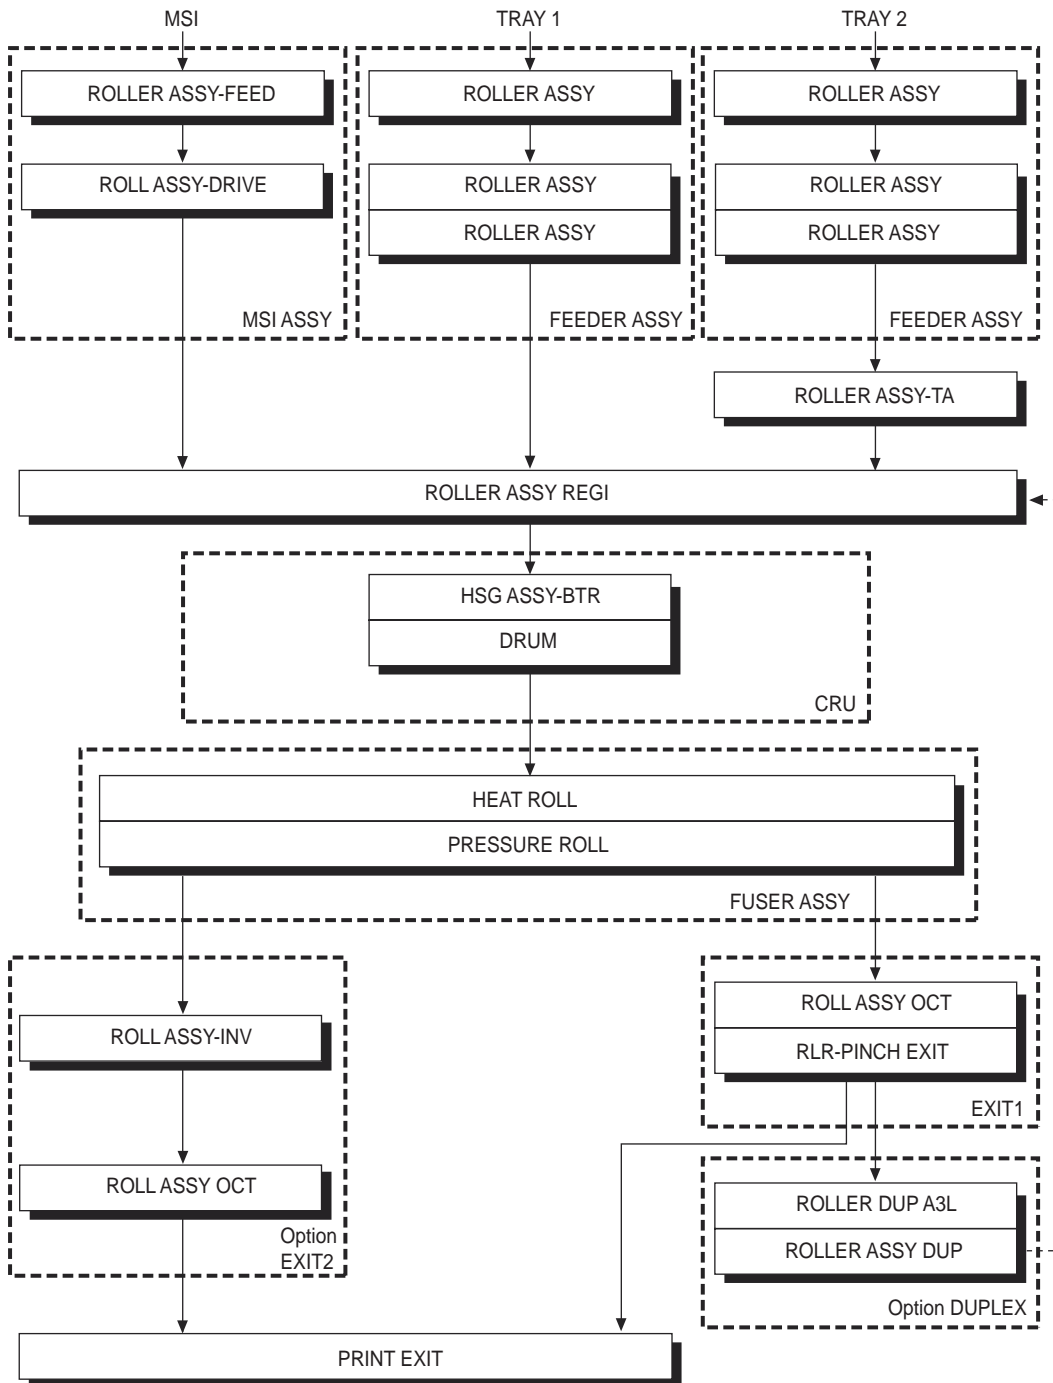 MSI
TRAY 1
TRAY 2
ROLLER ASSY-FEED
ROLLER ASSY
ROLLER ASSY
ROLL ASSY-DRIVE
ROLLER ASSY
ROLLER ASSY
ROLLER ASSY
ROLLER ASSY
MSI ASSY
FEEDER ASSY
FEEDER ASSY
ROLLER ASSY-TA
ROLLER ASSY REGI
HSG ASSY-BTR
DRUM
CRU
HEAT ROLL
PRESSURE ROLL
FUSER ASSY
ROLL ASSY-INV
ROLL ASSY OCT
Option
EXIT2
ROLL ASSY OCT
RLR-PINCH EXIT
EXIT1
ROLLER DUP A3L
ROLLER ASSY DUP
Option DUPLEX
PRINT EXIT